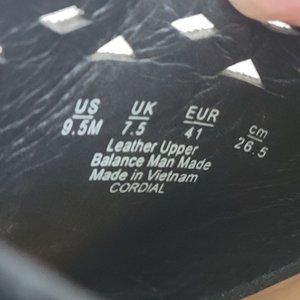 US UK EUR cm
9.5M 7.5 41 26.5
Leather Upper
Balance Man Made
Made in Vietnam
CORDIAL